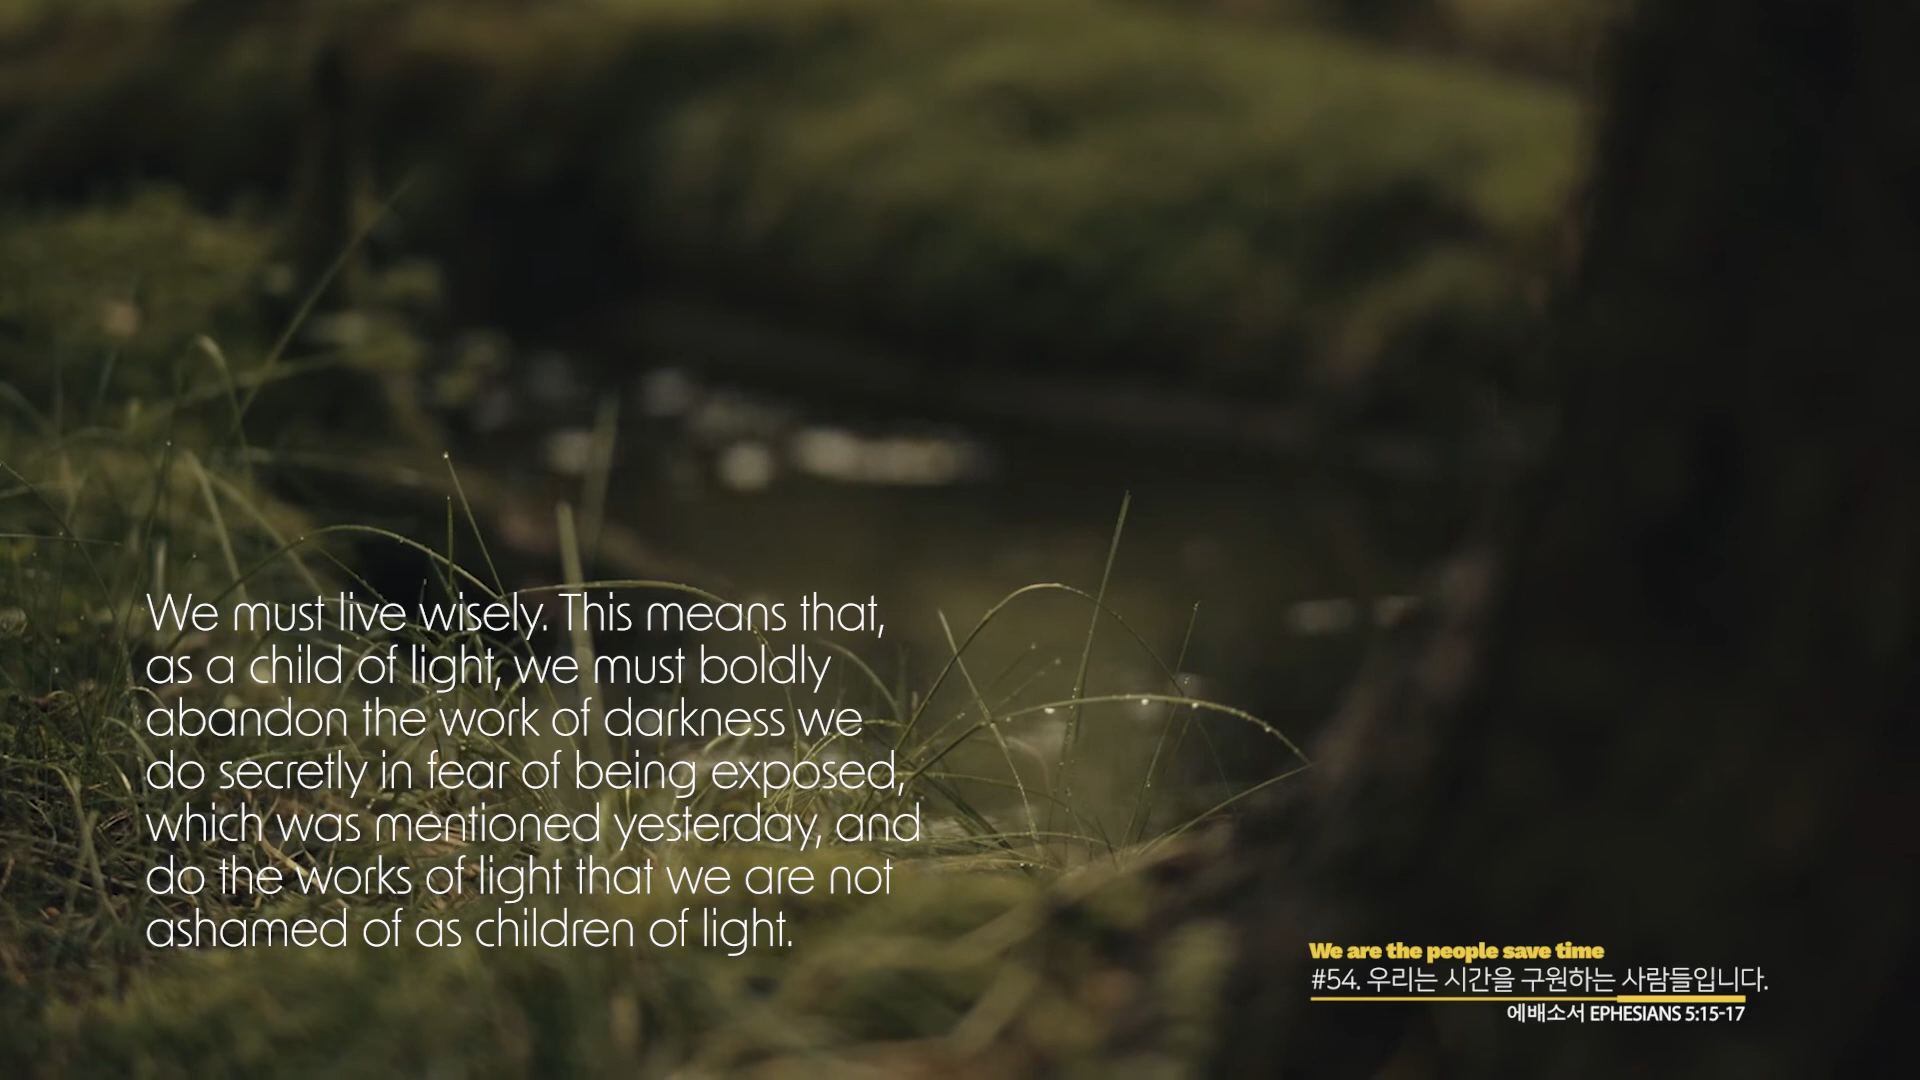 We must live wisely. This means that,
as a child of light, we must boldly
abandon the work of darkness we
do secretly in fear of being exposed,
which was mentioned yesterday, and
do the works of light that we are not
ashamed of as children of light.
We are the people save time
#54. 우리는 시간을 구원하는 사람들입니다.
에배소서 EPHESIANS 5:15-17